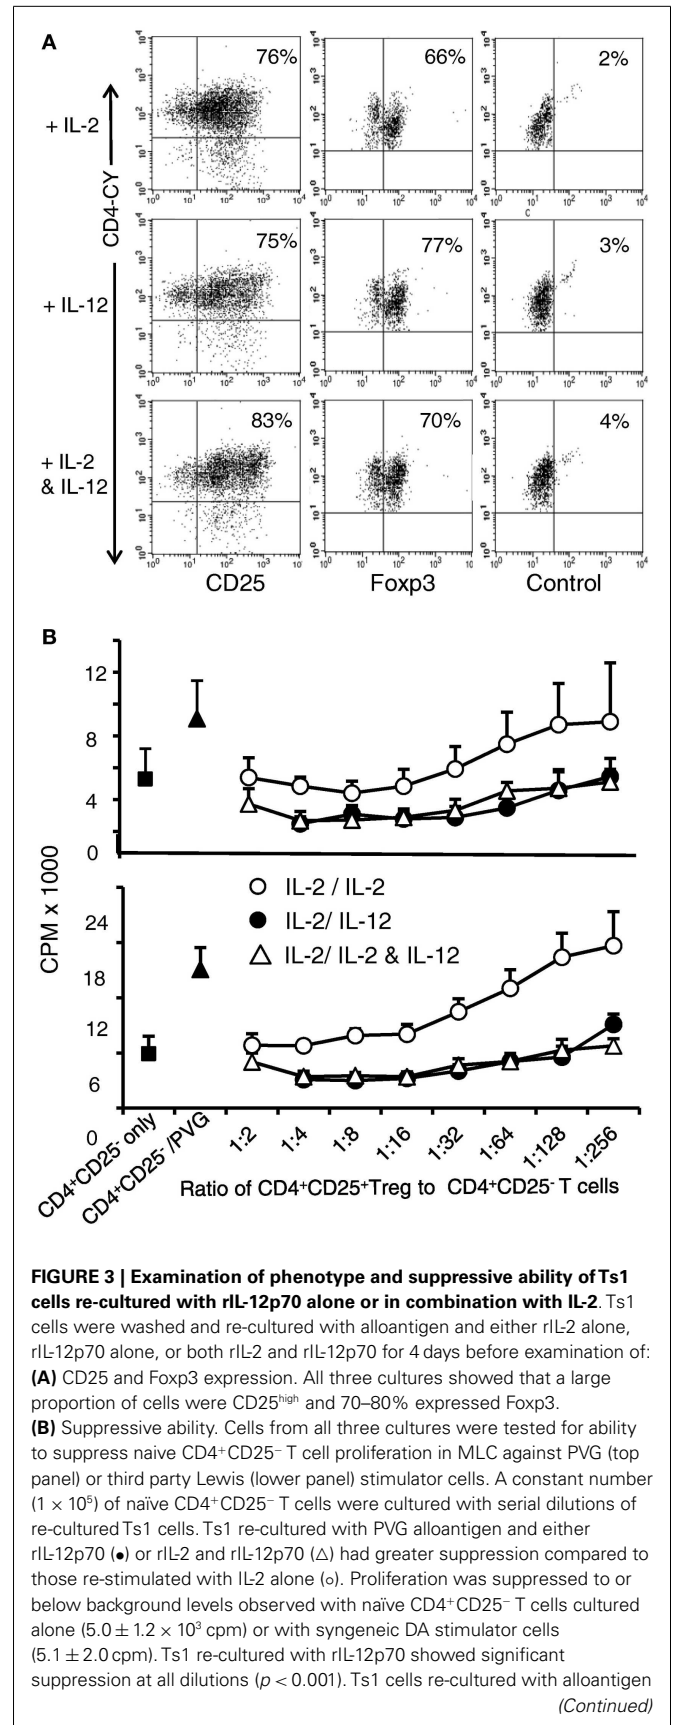 A
76%
66%
2%
+ IL-2
CD4-CY
75%
77%
3%
+ IL-12
83%
70%
4%
+ IL-2
& IL-12
10⁰ 10¹ 10² 10³ 10⁴
CD25
Foxp3
Control
B
12
8
4
0
CPM x 1000
IL-2 / IL-2
IL-2/ IL-12
IL-2/ IL-2 & IL-12
24
18
12
6
0
CD4⁺CD25⁻ only
CD4⁺CD25⁻ /PVG
1:2
1:4
1:8
1:16
1:32
1:64
1:128
1:256
Ratio of CD4⁺CD25⁺Treg to CD4⁺CD25⁻ T cells
FIGURE 3 | Examination of phenotype and suppressive ability of Ts1
cells re-cultured with rIL-12p70 alone or in combination with IL-2. Ts1
cells were washed and re-cultured with alloantigen and either rIL-2 alone,
rIL-12p70 alone, or both rIL-2 and rIL-12p70 for 4 days before examination of:
(A) CD25 and Foxp3 expression. All three cultures showed that a large
proportion of cells were CD25ʰⁱᵍʰ and 70–80% expressed Foxp3.
(B) Suppressive ability. Cells from all three cultures were tested for ability
to suppress naive CD4⁺CD25⁻ T cell proliferation in MLC against PVG (top
panel) or third party Lewis (lower panel) stimulator cells. A constant number
(1 × 10⁵) of naïve CD4⁺CD25⁻ T cells were cultured with serial dilutions of
re-cultured Ts1 cells. Ts1 re-cultured with PVG alloantigen and either
rIL-12p70 (●) or rIL-2 and rIL-12p70 (△) had greater suppression compared to
those re-stimulated with IL-2 alone (○). Proliferation was suppressed to or
below background levels observed with naïve CD4⁺CD25⁻ T cells cultured
alone (5.0 ± 1.2 × 10³ cpm) or with syngeneic DA stimulator cells
(5.1 ± 2.0 cpm). Ts1 re-cultured with rIL-12p70 showed significant
suppression at all dilutions (p < 0.001). Ts1 cells re-cultured with alloantigen
(Continued)